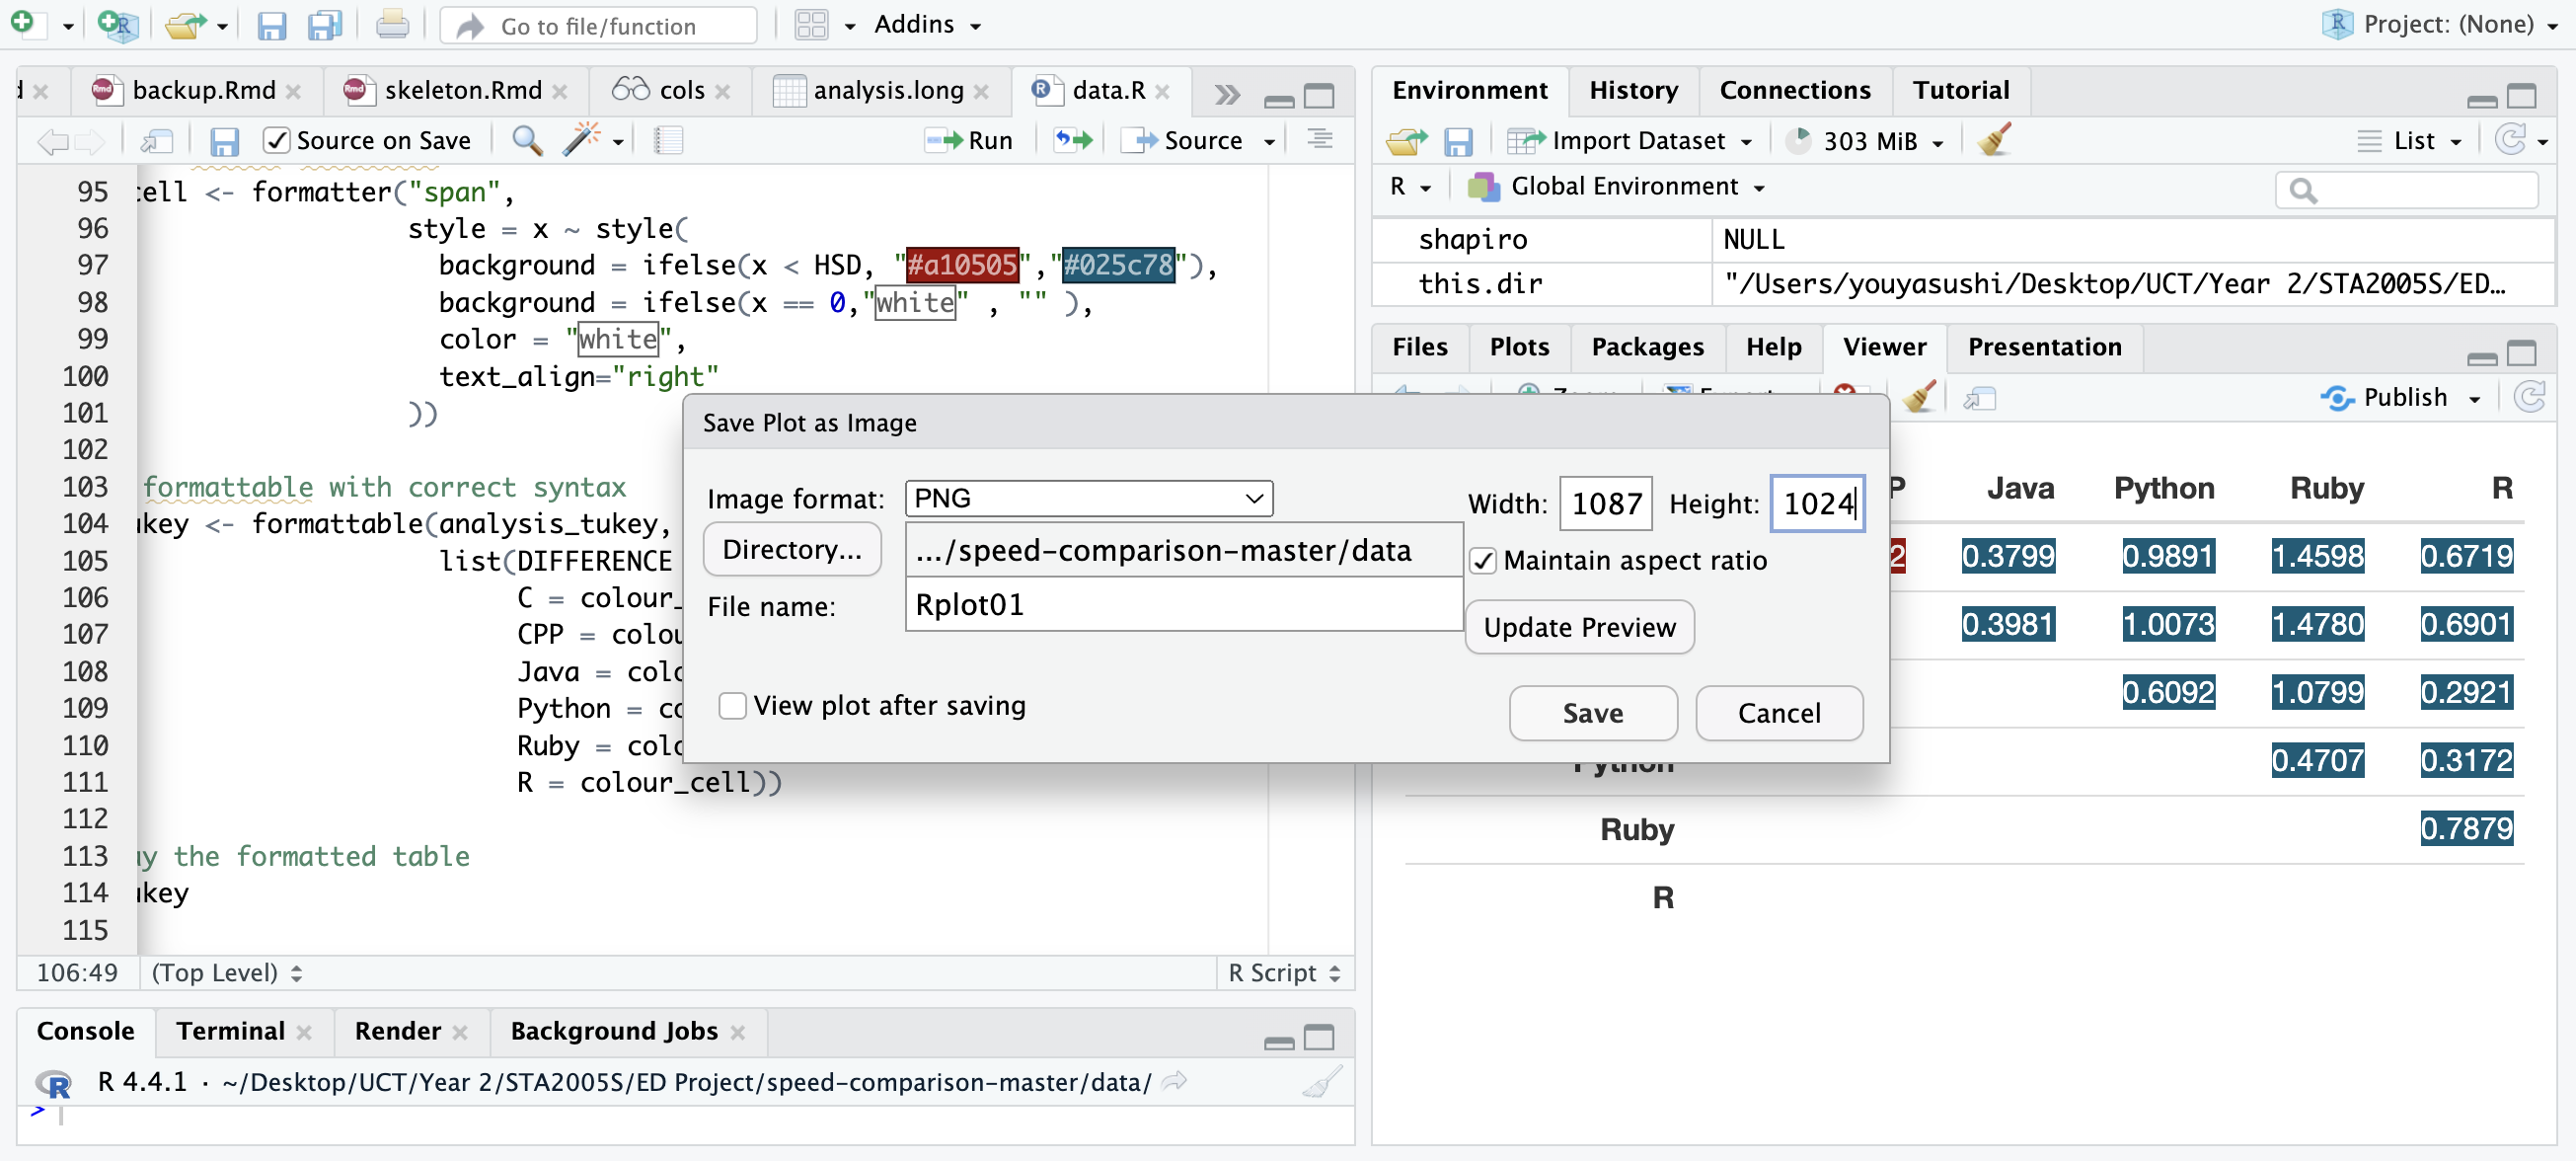 Go to file/function
Addins
Project: (None)
backup.Rmd
skeleton.Rmd
cols
analysis.long
data.R
Source on Save
Run
Source
95 cell <- formatter("span",
96 style = x ~ style(
97 background = ifelse(x < HSD, "#a10505","#025c78"),
98 background = ifelse(x == 0,"white" , "" ),
99 color = "white",
100 text_align="right"
101 ))
102
103 formattable with correct syntax
104 ukey <- formattable(analysis_tukey,
105 list(DIFFERENCE
106 C = colour_
107 CPP = colou
108 Java = colo
109 Python = co
110 Ruby = colo
111 R = colour_cell))
112
113 ay the formatted table
114 ukey
115
106:49
(Top Level)
R Script
Console
Terminal
Render
Background Jobs
R 4.4.1 · ~/Desktop/UCT/Year 2/STA2005S/ED Project/speed-comparison-master/data/
>
Environment
History
Connections
Tutorial
Import Dataset
303 MiB
List
R
Global Environment
shapiro NULL
this.dir "/Users/youyasushi/Desktop/UCT/Year 2/STA2005S/ED…
Files
Plots
Packages
Help
Viewer
Presentation
Publish
P Java Python Ruby R
2 0.3799 0.9891 1.4598 0.6719
0.3981 1.0073 1.4780 0.6901
0.6092 1.0799 0.2921
Python 0.4707 0.3172
Ruby 0.7879
R
Save Plot as Image
Image format: PNG
Width: 1087 Height: 1024
Directory... .../speed-comparison-master/data
Maintain aspect ratio
File name: Rplot01
Update Preview
View plot after saving
Save
Cancel